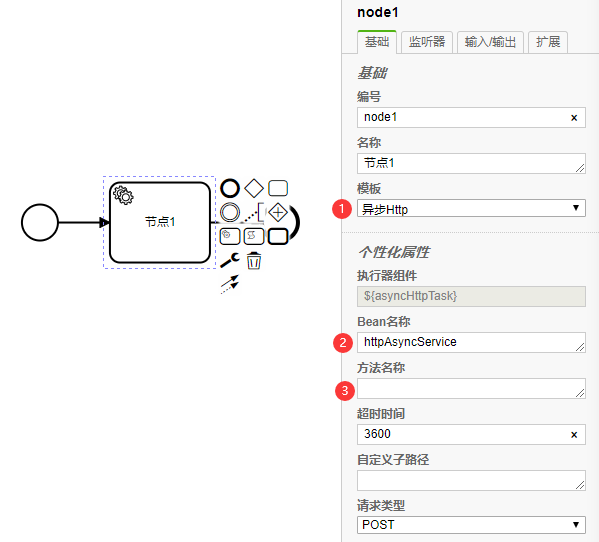 node1
基础 监听器 输入/输出 扩展
基础
编号
node1 ×
名称
节点1
节点1
模板
1 异步Http
个性化属性
执行器组件
${asyncHttpTask}
Bean名称
2 httpAsyncService
方法名称
3
超时时间
3600 ×
自定义子路径
请求类型
POST